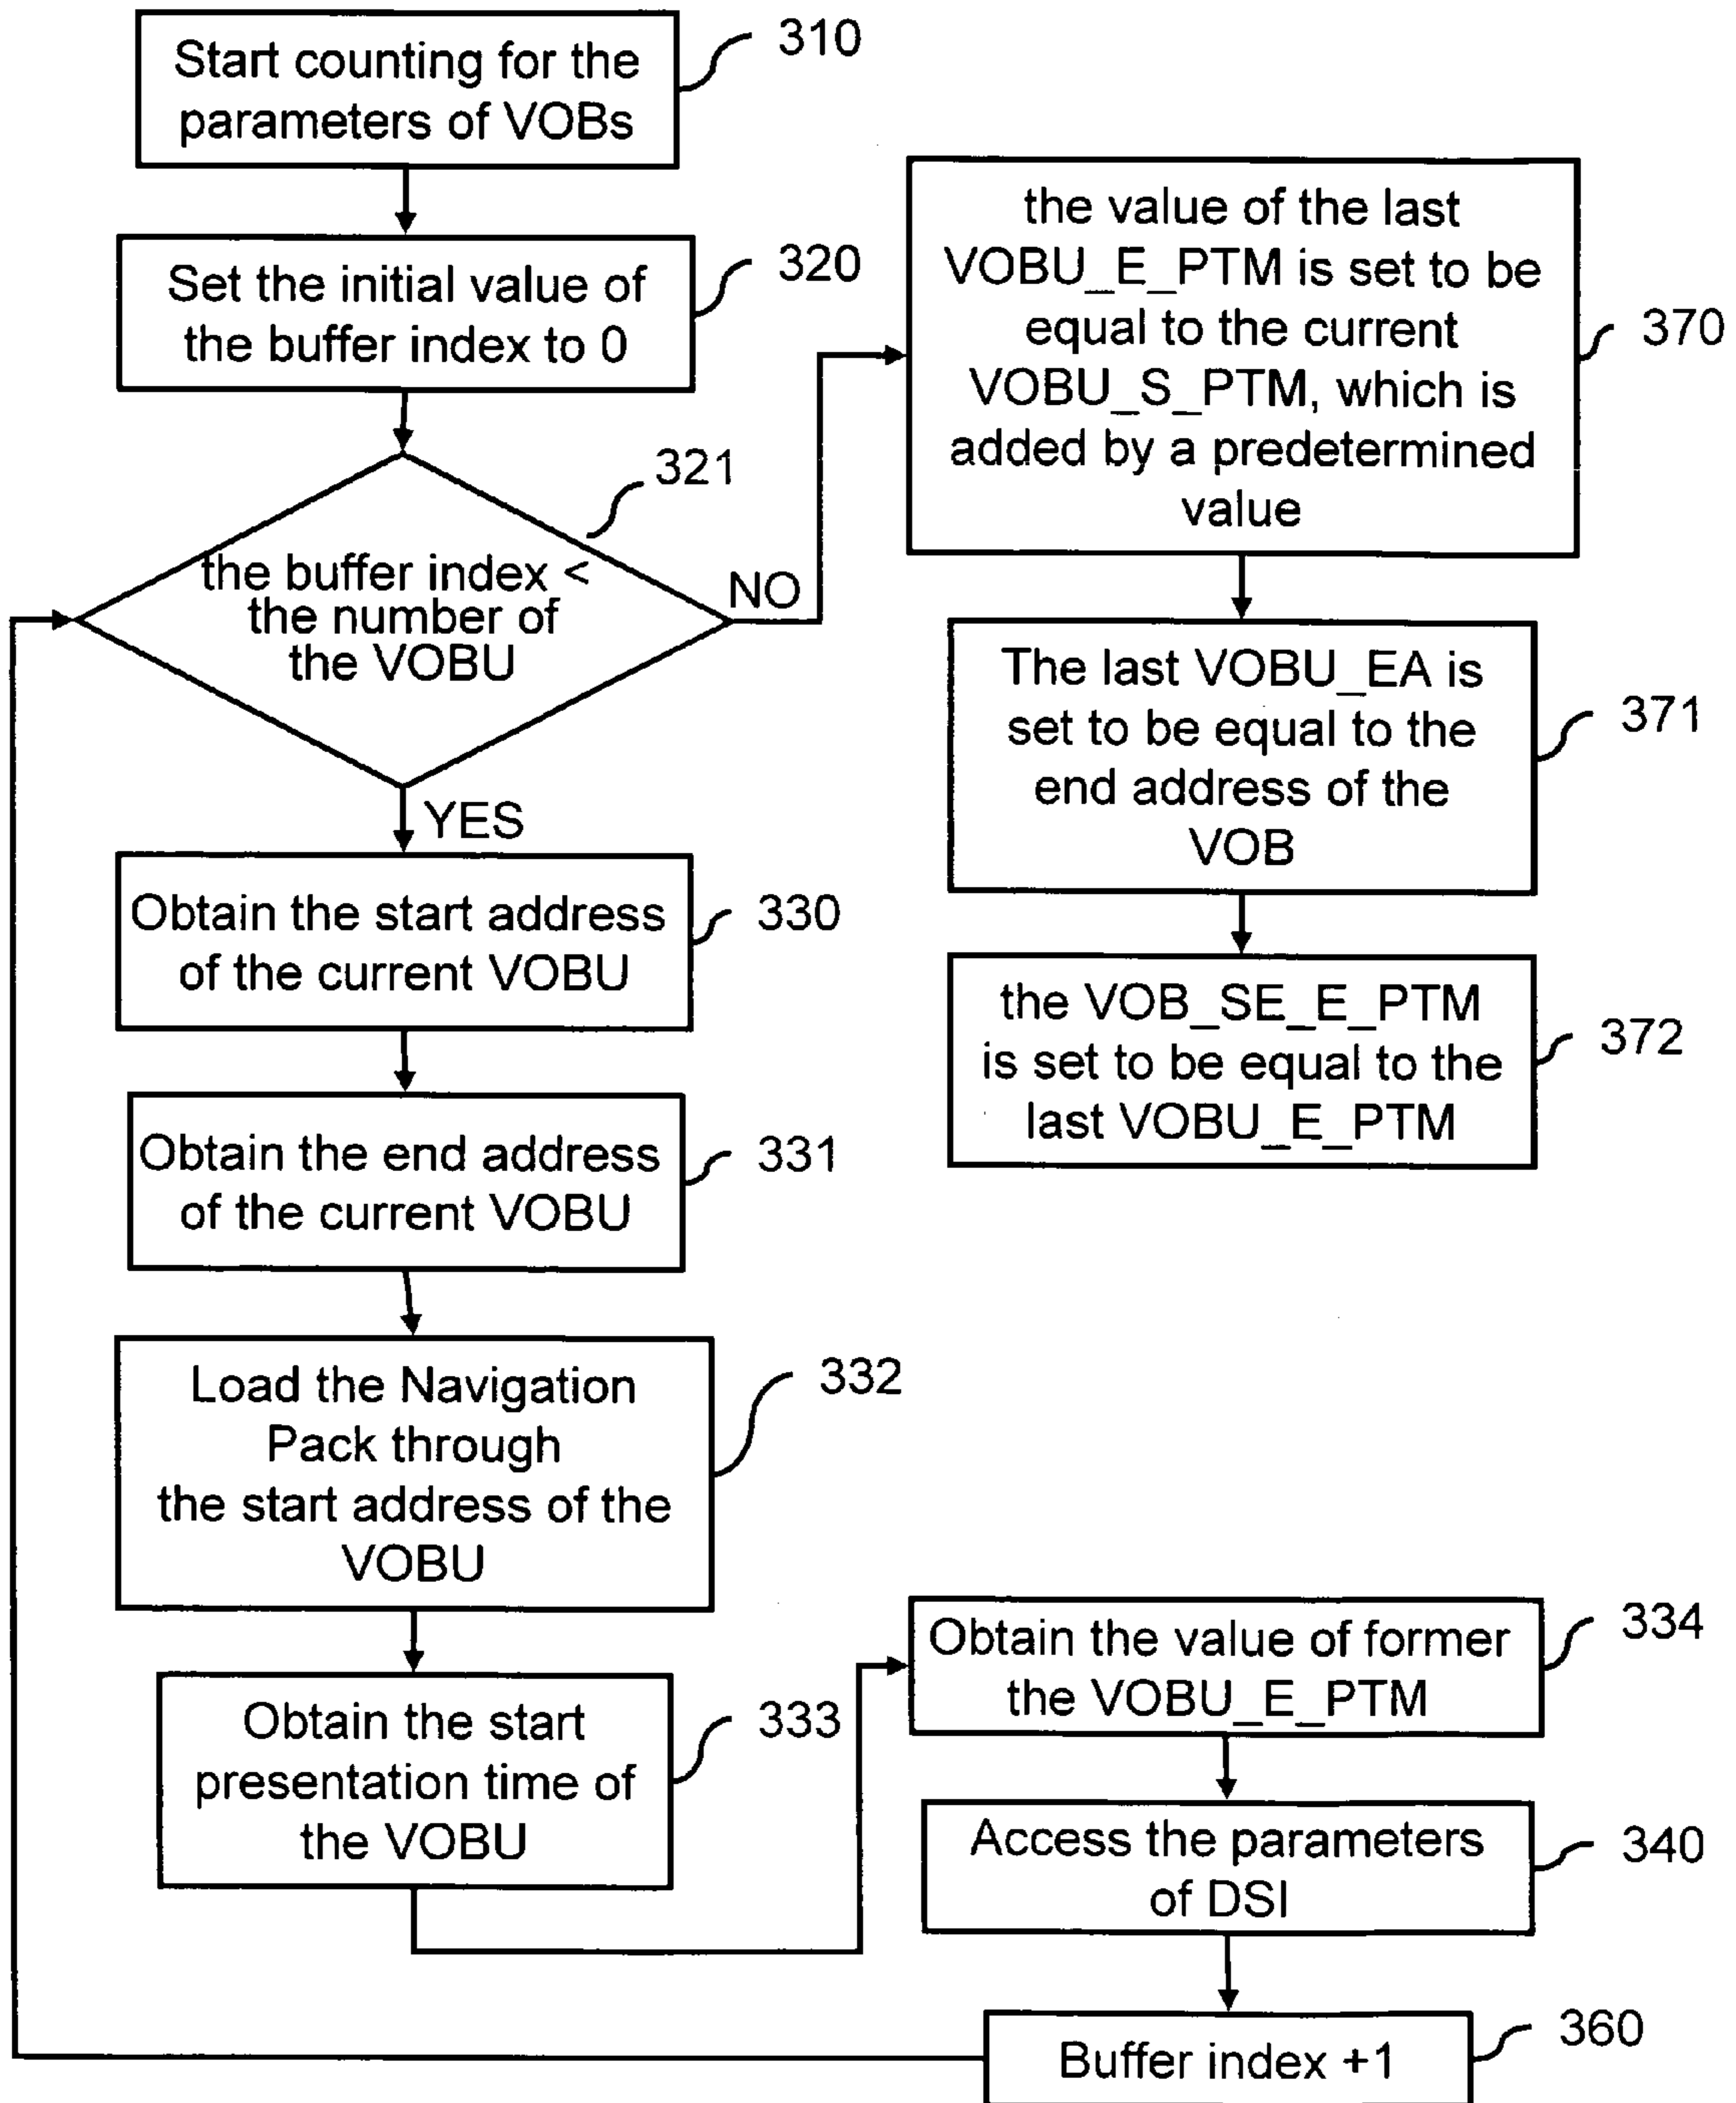 Start counting for the
parameters of VOBs
310
Set the initial value of
the buffer index to 0
320
321
the buffer index <
the number of
the VOBU
NO
YES
Obtain the start address
of the current VOBU
330
Obtain the end address
of the current VOBU
331
Load the Navigation
Pack through
the start address of the
VOBU
332
Obtain the start
presentation time of
the VOBU
333
Obtain the value of former
the VOBU_E_PTM
334
Access the parameters
of DSI
340
Buffer index +1
360
the value of the last
VOBU_E_PTM is set to be
equal to the current
VOBU_S_PTM, which is
added by a predetermined
value
370
The last VOBU_EA is
set to be equal to the
end address of the
VOB
371
the VOB_SE_E_PTM
is set to be equal to the
last VOBU_E_PTM
372